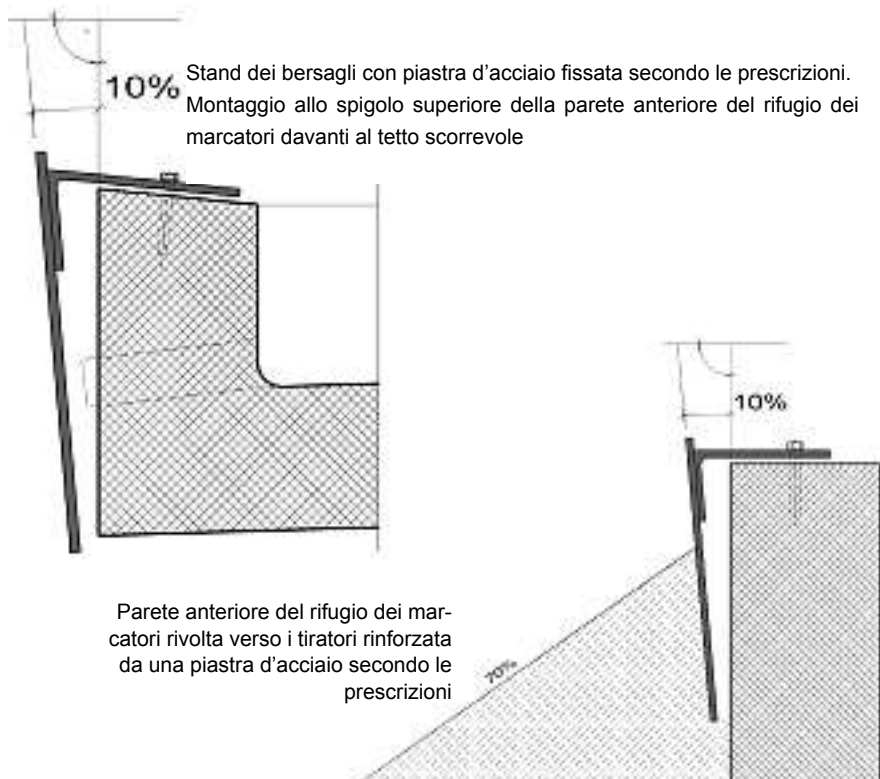 10%
Stand dei bersagli con piastra d’acciaio fissata secondo le prescrizioni.
Montaggio allo spigolo superiore della parete anteriore del rifugio dei
marcatori davanti al tetto scorrevole
10%
Parete anteriore del rifugio dei mar-
catori rivolta verso i tiratori rinforzata
da una piastra d’acciaio secondo le
prescrizioni
70%